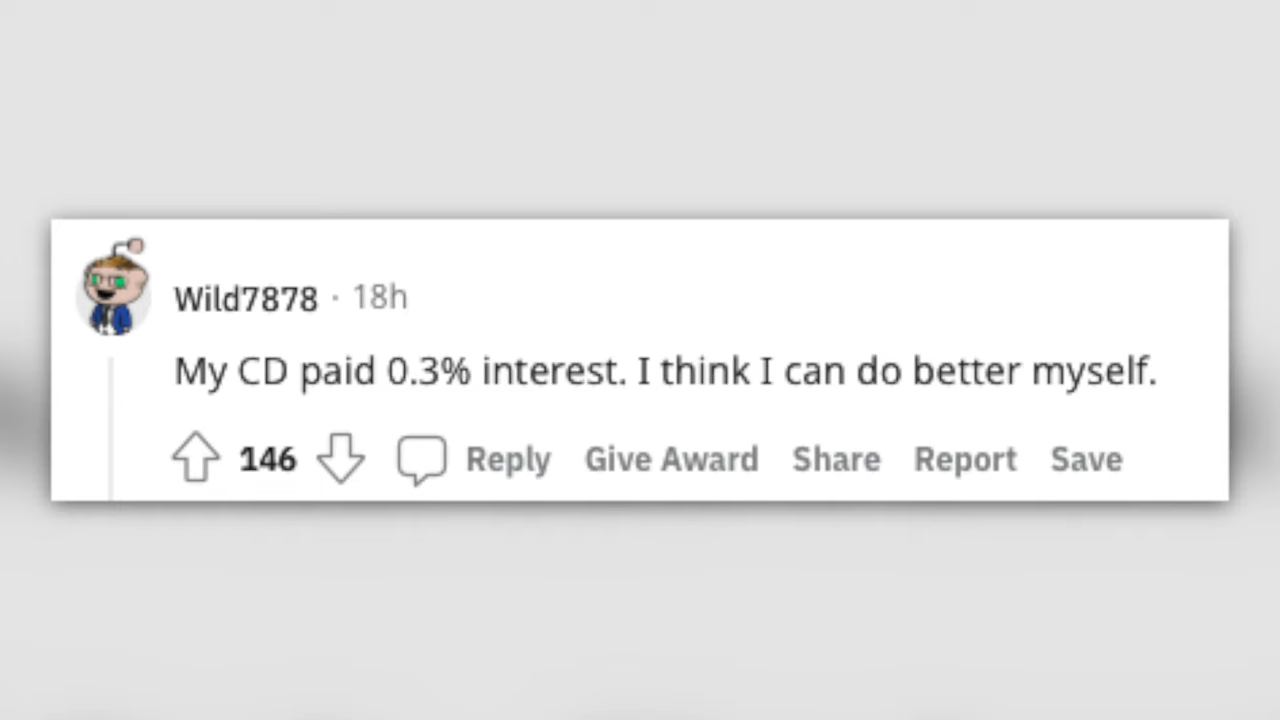 Wild7878 · 18h
My CD paid 0.3% interest. I think I can do better myself.
146 Reply Give Award Share Report Save